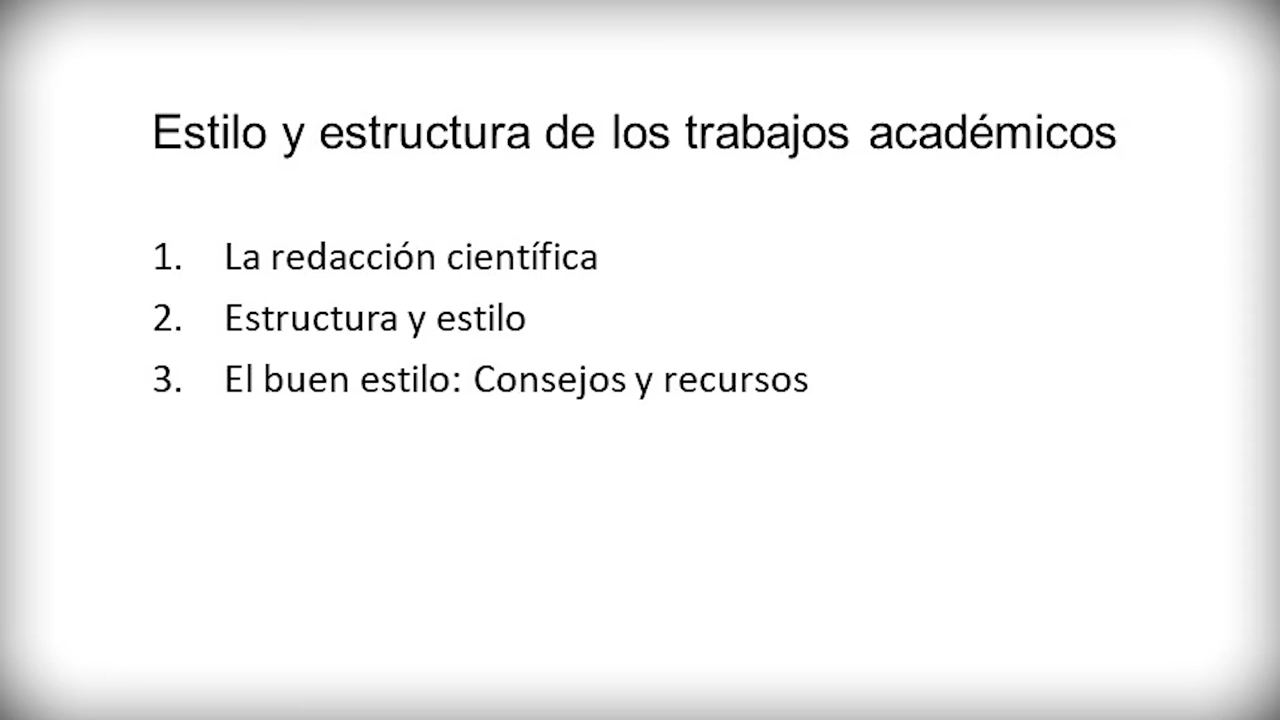 Estilo y estructura de los trabajos académicos
1. La redacción científica
2. Estructura y estilo
3. El buen estilo: Consejos y recursos